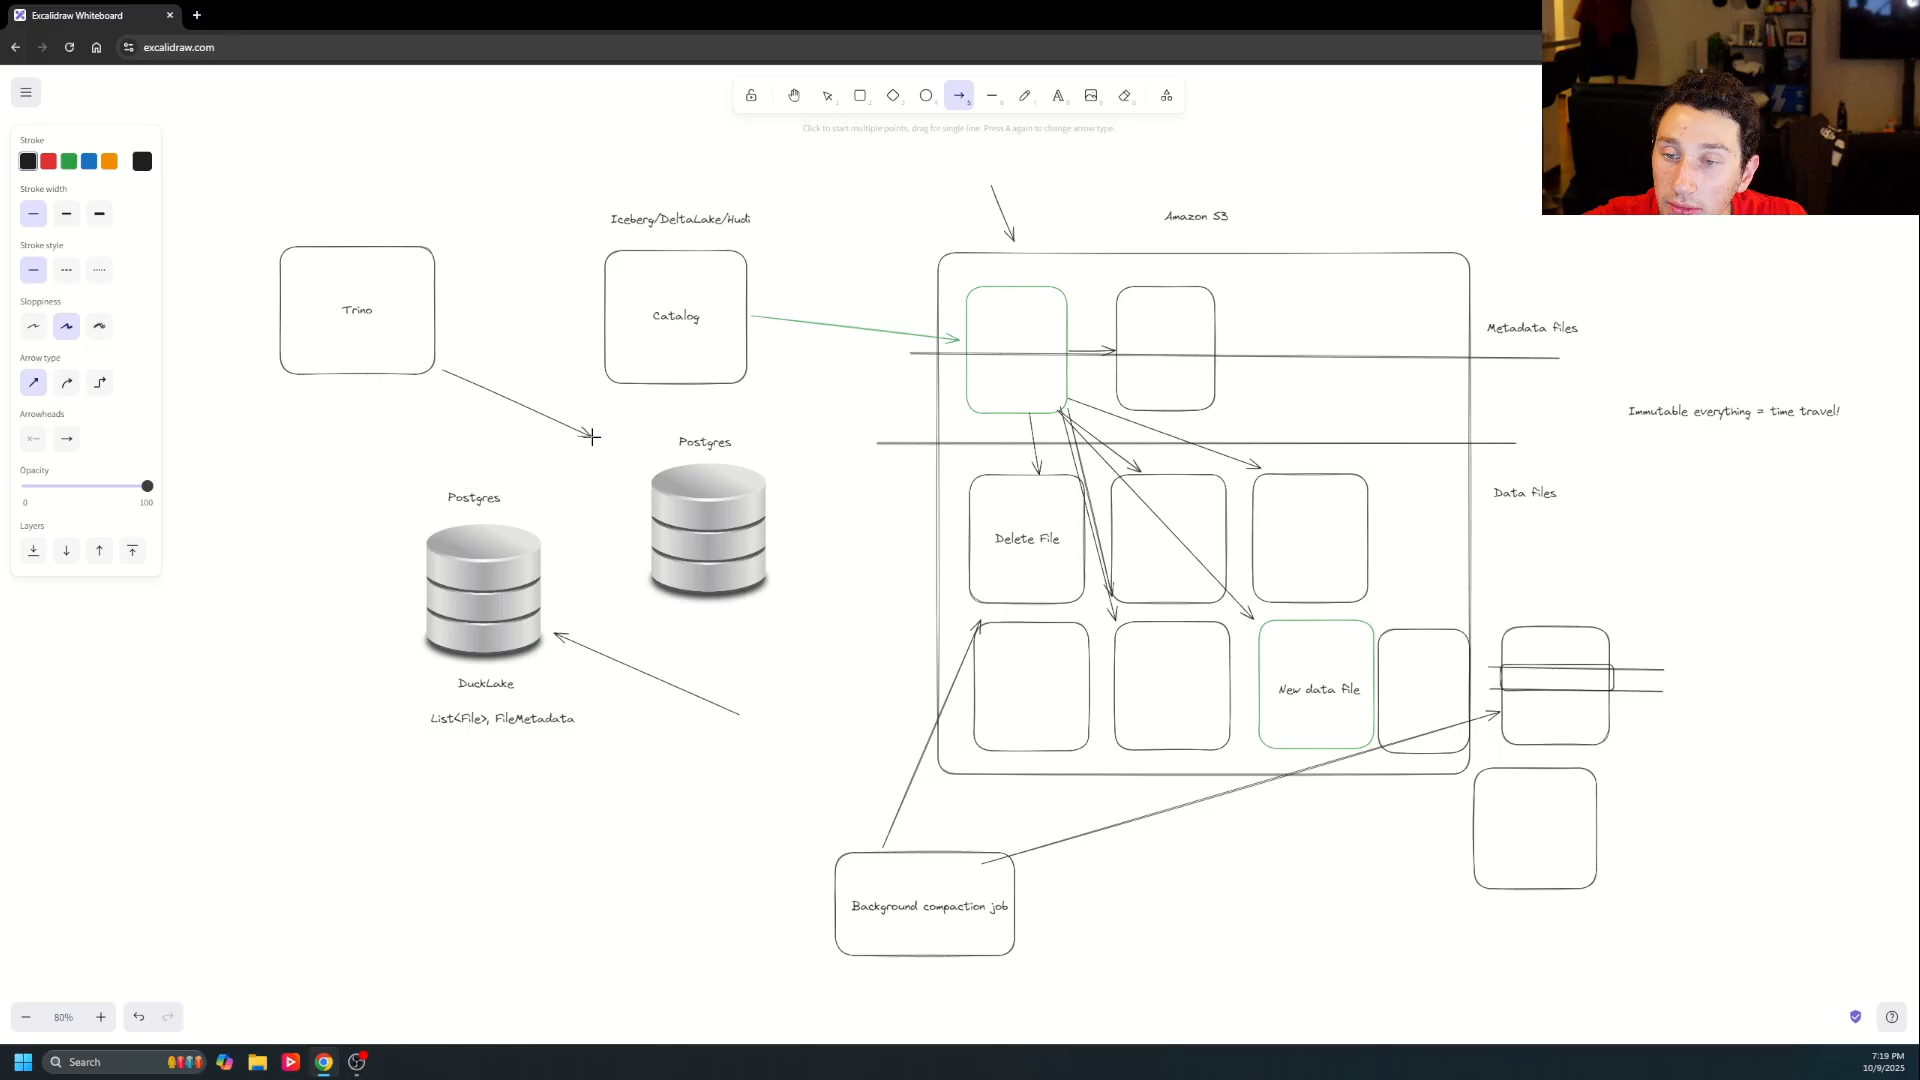 Excalidraw Whiteboard
excalidraw.com
Click to start multiple points, drag for single line. Press A again to change arrow type.
Stroke
Stroke width
Stroke style
Sloppiness
Arrow type
Arrowheads
Opacity
0
100
Layers
Iceberg/DeltaLake/Hudi
Amazon S3
Trino
Catalog
Metadata files
Immutable everything = time travel!
Postgres
Postgres
Data files
Delete File
DuckLake
New data file
List<File>, FileMetadata
Background compaction job
80%
Search
7:19 PM
10/9/2025